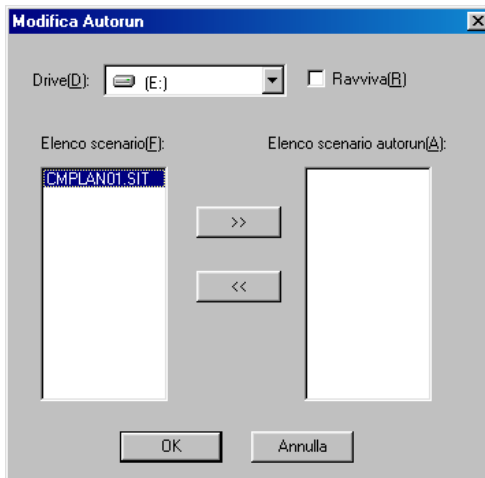 Modifica Autorun
Drive(D): (E:) Ravviva(R)
Elenco scenario(F): Elenco scenario autorun(A):
CMPLAN01.SIT
>>
<<
OK Annulla